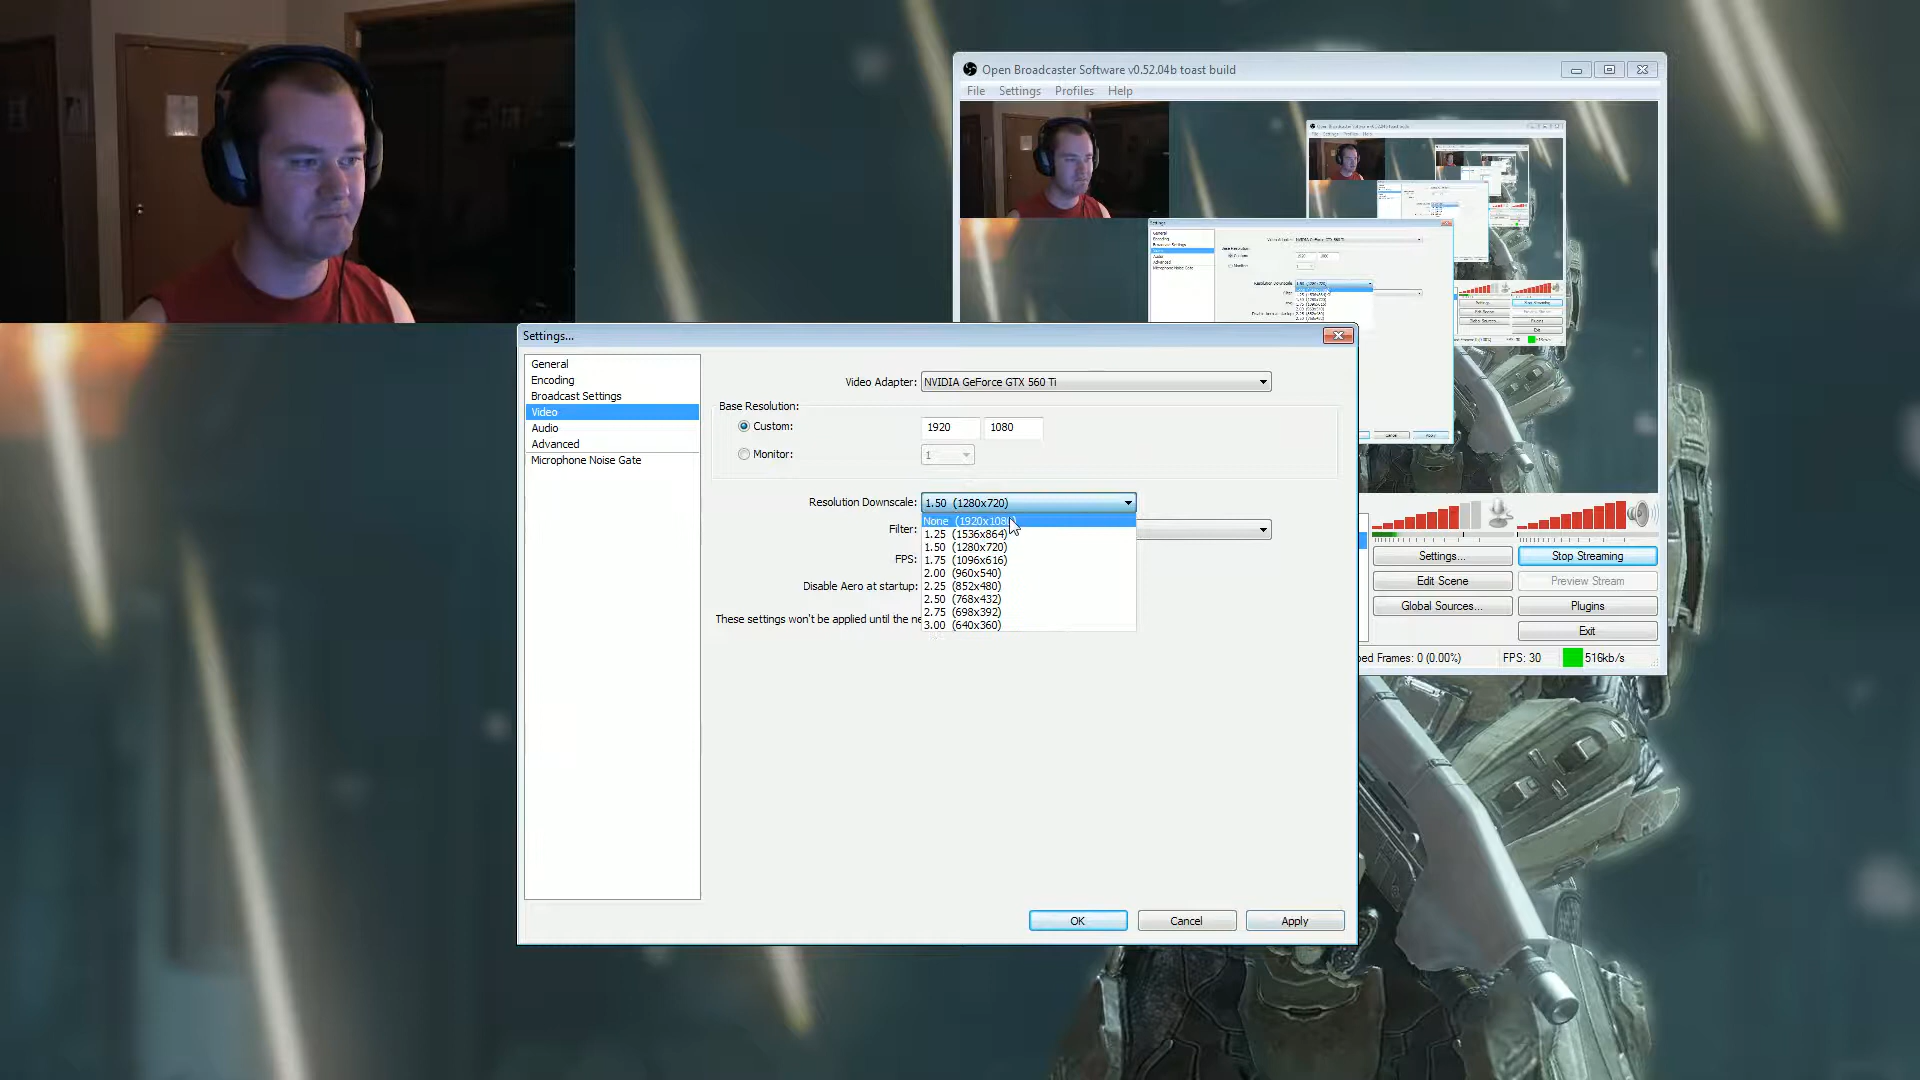 Open Broadcaster Software v0.52.04b toast build
File Settings Profiles Help
Settings...
General
Encoding
Broadcast Settings
Video
Audio
Advanced
Microphone Noise Gate
Video Adapter: NVIDIA GeForce GTX 560 Ti
Base Resolution:
Custom: 1920 1080
Monitor: 1
Resolution Downscale: 1.50 (1280x720)
None (1920x1080)
1.25 (1536x864)
1.50 (1280x720)
1.75 (1096x616)
2.00 (960x540)
2.25 (852x480)
2.50 (768x432)
2.75 (698x392)
3.00 (640x360)
Filter:
FPS:
Disable Aero at startup:
These settings won't be applied until the ne
OK Cancel Apply
Settings... Stop Streaming
Edit Scene Preview Stream
Global Sources... Plugins
Exit
ped Frames: 0 (0.00%) FPS: 30 516kb/s